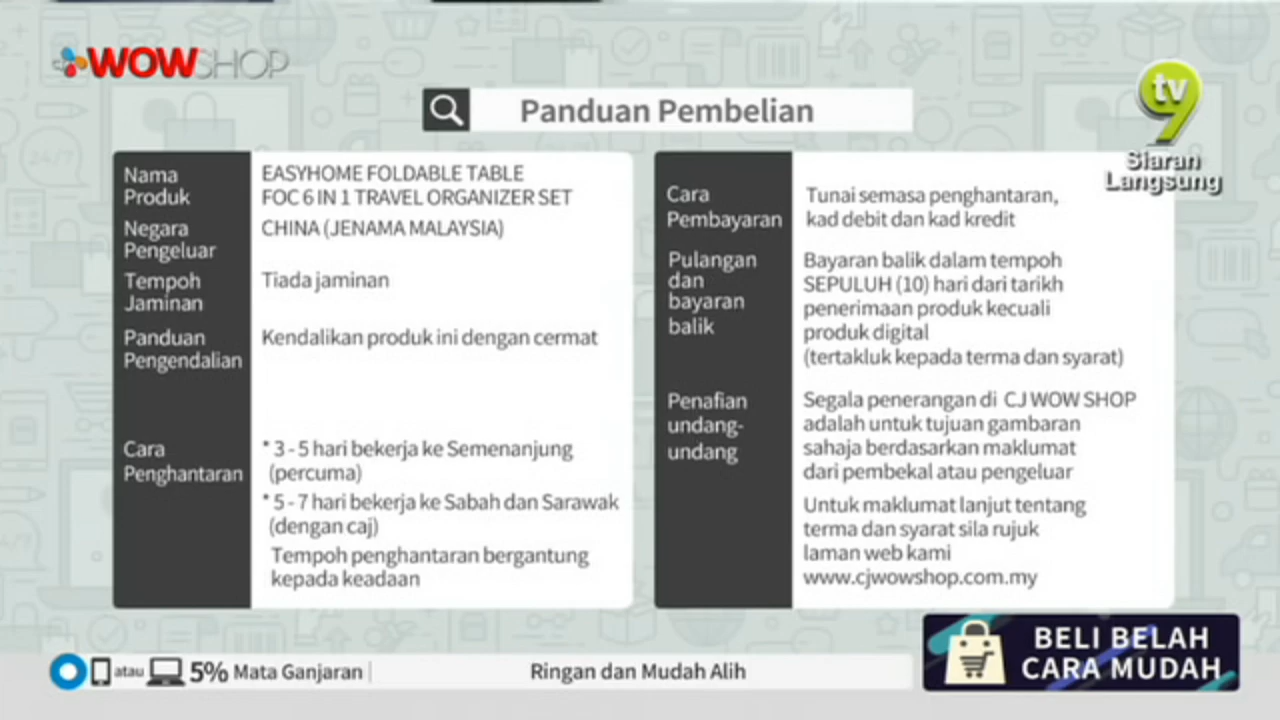 WOWSHOP
tv9
Siaran
Langsung
Panduan Pembelian
Nama
Produk
EASYHOME FOLDABLE TABLE
FOC 6 IN 1 TRAVEL ORGANIZER SET
Negara
Pengeluar
CHINA (JENAMA MALAYSIA)
Tempoh
Jaminan
Tiada jaminan
Panduan
Pengendalian
Kendalikan produk ini dengan cermat
Cara
Penghantaran
* 3 - 5 hari bekerja ke Semenanjung
(percuma)
* 5 - 7 hari bekerja ke Sabah dan Sarawak
(dengan caj)
Tempoh penghantaran bergantung
kepada keadaan
Cara
Pembayaran
Tunai semasa penghantaran,
kad debit dan kad kredit
Pulangan
dan
bayaran
balik
Bayaran balik dalam tempoh
SEPULUH (10) hari dari tarikh
penerimaan produk kecuali
produk digital
(tertakluk kepada terma dan syarat)
Penafian
undang-
undang
Segala penerangan di CJ WOW SHOP
adalah untuk tujuan gambaran
sahaja berdasarkan maklumat
dari pembekal atau pengeluar
Untuk maklumat lanjut tentang
terma dan syarat sila rujuk
laman web kami
www.cjwowshop.com.my
atau 5% Mata Ganjaran
Ringan dan Mudah Alih
BELI BELAH
CARA MUDAH